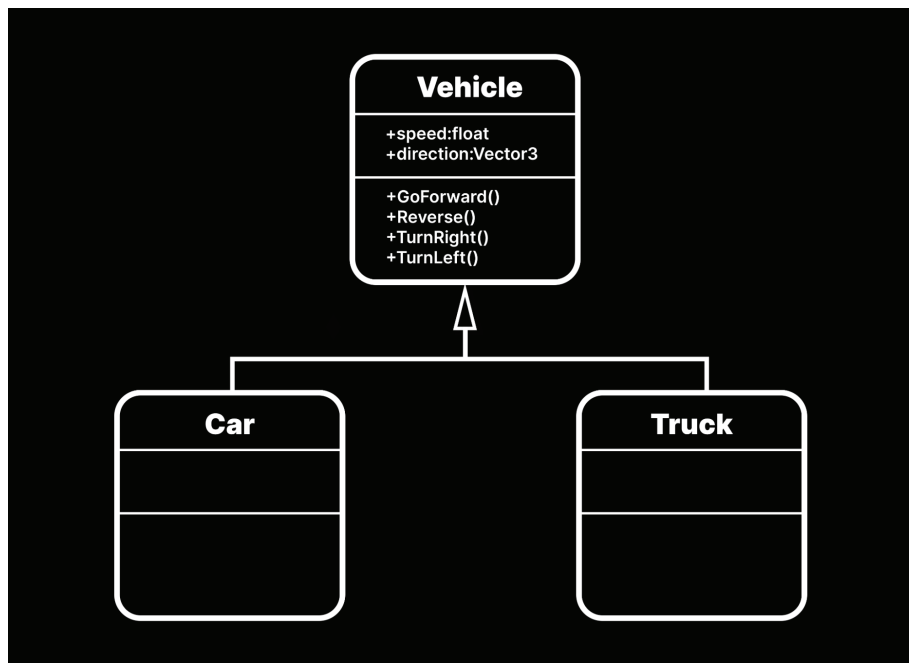 Vehicle
+speed:float
+direction:Vector3
+GoForward()
+Reverse()
+TurnRight()
+TurnLeft()
Car
Truck